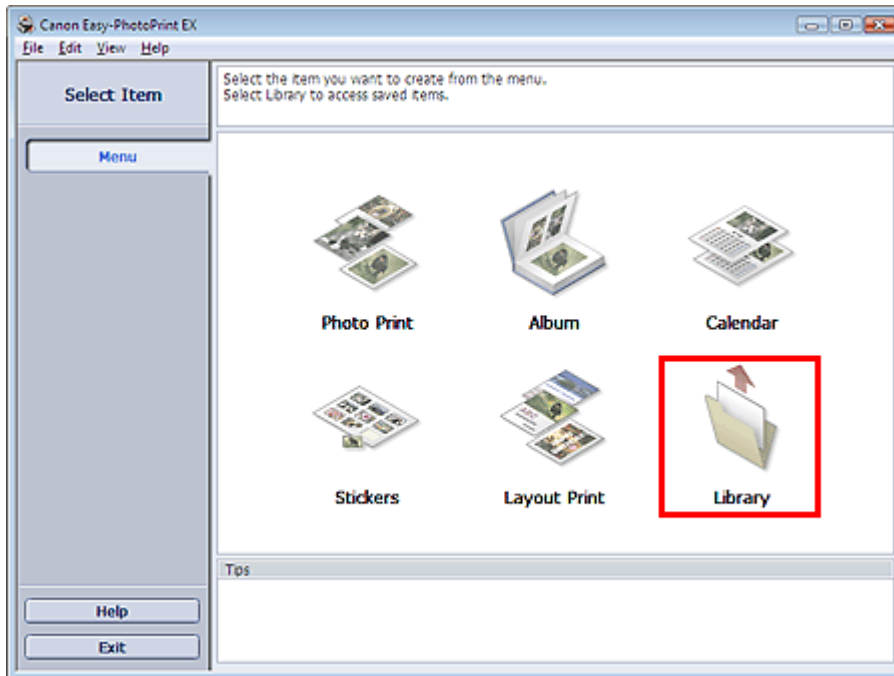 Canon Easy-PhotoPrint EX
File Edit View Help
Select Item
Select the item you want to create from the menu.
Select Library to access saved items.
Menu
Photo Print
Album
Calendar
Stickers
Layout Print
Library
Tips
Help
Exit